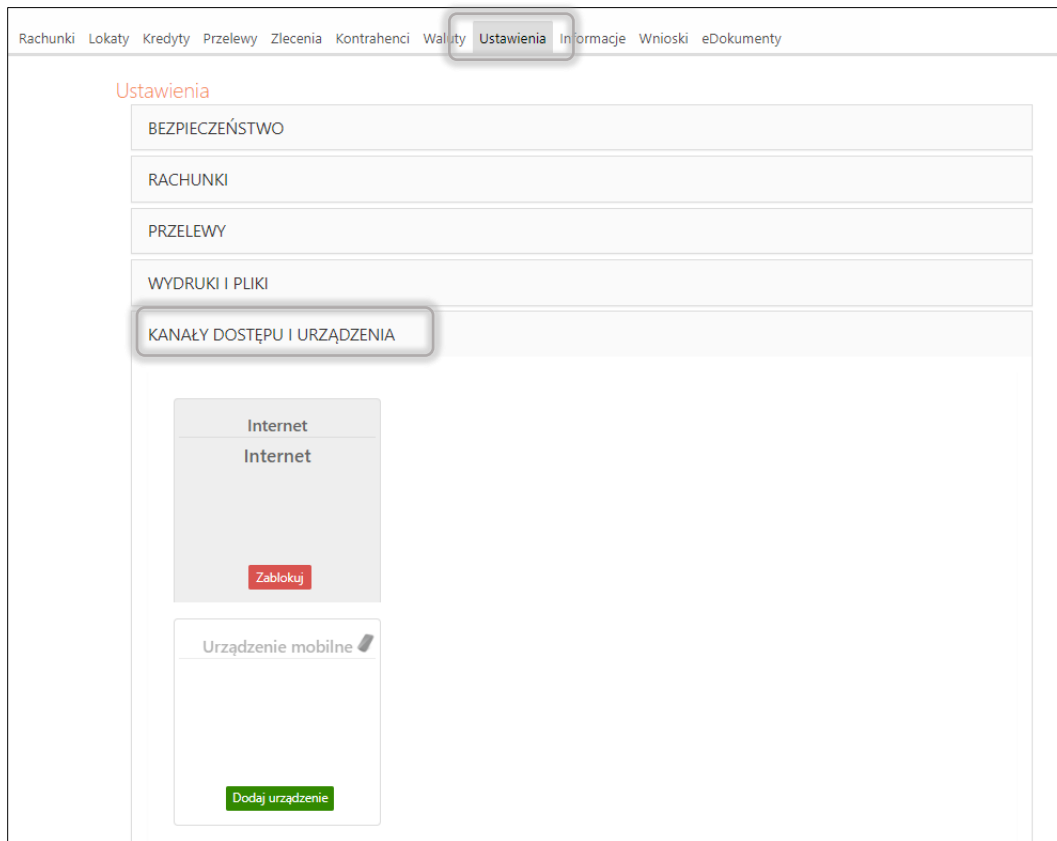 Rachunki Lokaty Kredyty Przelewy Zlecenia Kontrahenci Waluty Ustawienia Informacje Wnioski eDokumenty
Ustawienia
BEZPIECZEŃSTWO
RACHUNKI
PRZELEWY
WYDRUKI I PLIKI
KANAŁY DOSTĘPU I URZĄDZENIA
Internet
Internet
Zablokuj
Urządzenie mobilne
Dodaj urządzenie